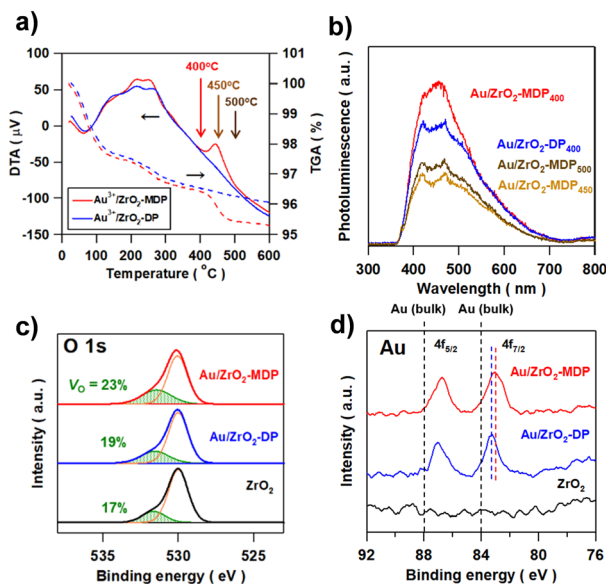 a)
100
50
0
-50
-100
-150
DTA ( μV )
101
100
99
98
97
96
95
TGA ( % )
400°C
450°C
500°C
Au³⁺/ZrO₂-MDP
Au³⁺/ZrO₂-DP
0 100 200 300 400 500 600
Temperature ( °C )
b)
Photoluminescence (a.u.)
Au/ZrO₂-MDP₄₀₀
Au/ZrO₂-DP₄₀₀
Au/ZrO₂-MDP₅₀₀
Au/ZrO₂-MDP₄₅₀
300 400 500 600 700 800
Wavelength ( nm )
c)
O 1s
Intensity ( a.u. )
V_O = 23%
Au/ZrO₂-MDP
19%
Au/ZrO₂-DP
17%
ZrO₂
535 530 525
Binding energy ( eV )
d)
Au (bulk) Au (bulk)
Au
4f₅/₂ 4f₇/₂
Intensity ( a.u. )
Au/ZrO₂-MDP
Au/ZrO₂-DP
ZrO₂
92 88 84 80 76
Binding energy ( eV )